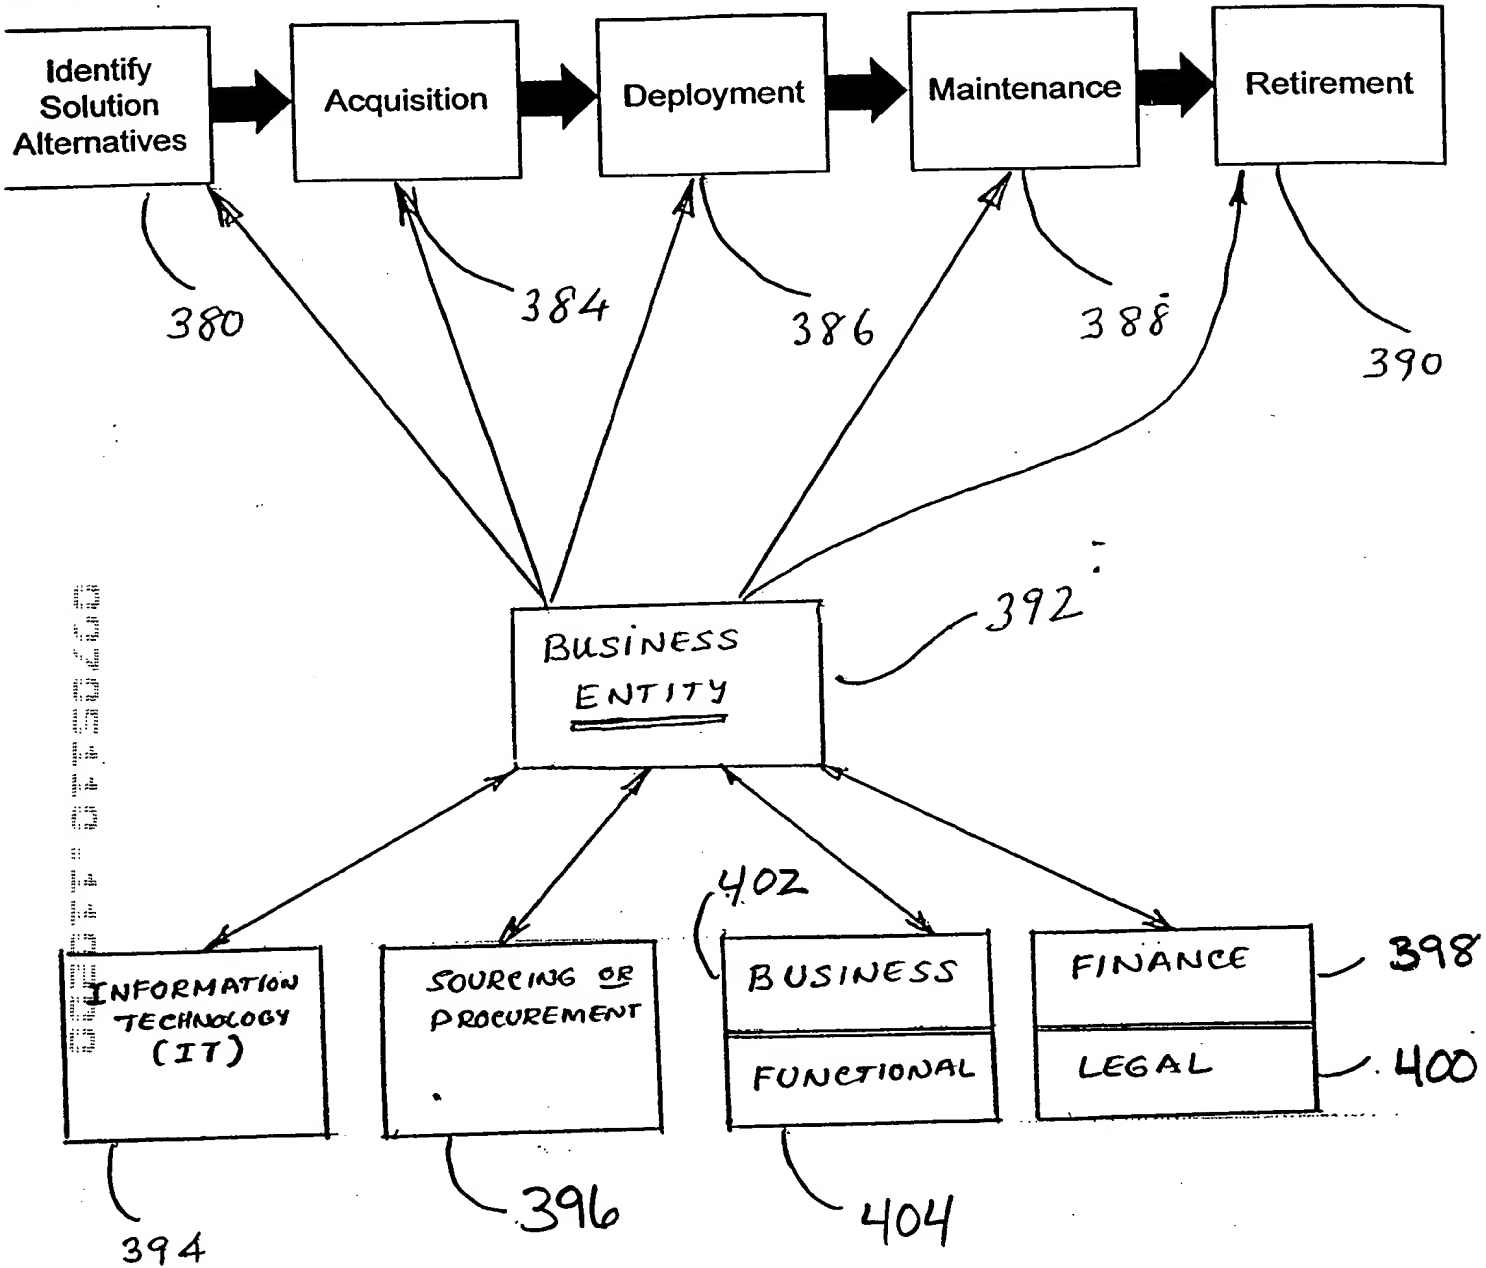 Identify
Solution
Alternatives
Acquisition
Deployment
Maintenance
Retirement
380
384
386
388
390
392
BUSINESS
ENTITY
402
INFORMATION
TECHNOLOGY
(IT)
SOURCING OR
PROCUREMENT
BUSINESS
FUNCTIONAL
FINANCE
LEGAL
398
400
394
396
404